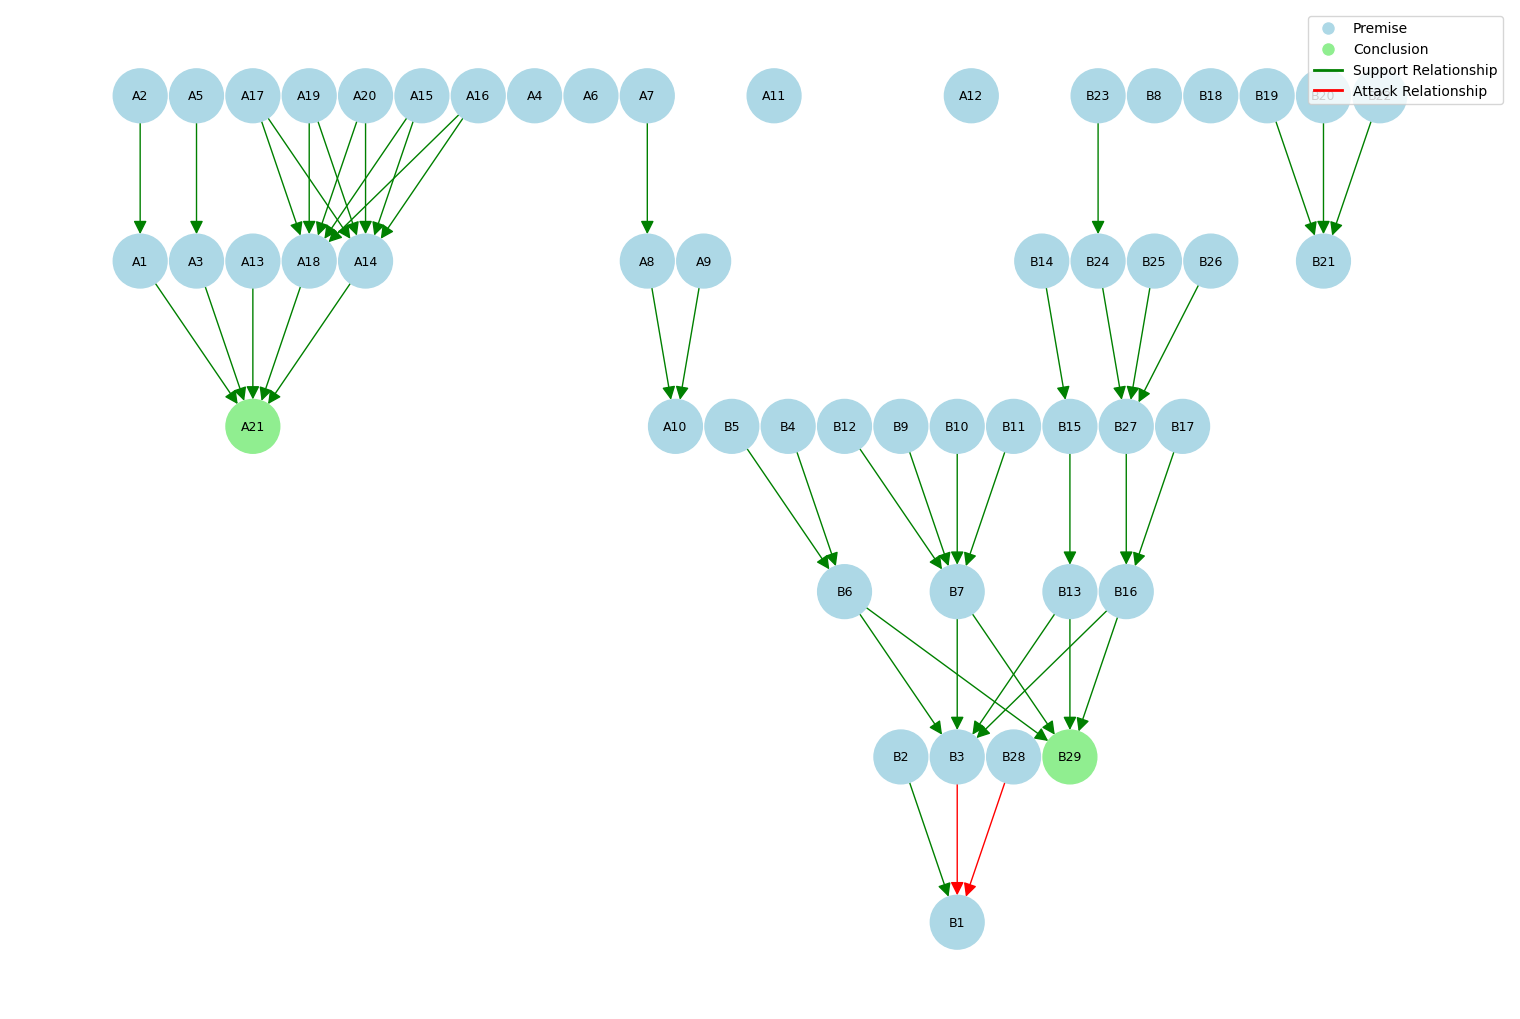 Premise
Conclusion
Support Relationship
Attack Relationship
A2 A5 A17 A19 A20 A15 A16 A4 A6 A7 A11 A12 B23 B8 B18 B19 B20 B22
A1 A3 A13 A18 A14 A8 A9 B14 B24 B25 B26 B21
A21 A10 B5 B4 B12 B9 B10 B11 B15 B27 B17
B6 B7 B13 B16
B2 B3 B28 B29
B1